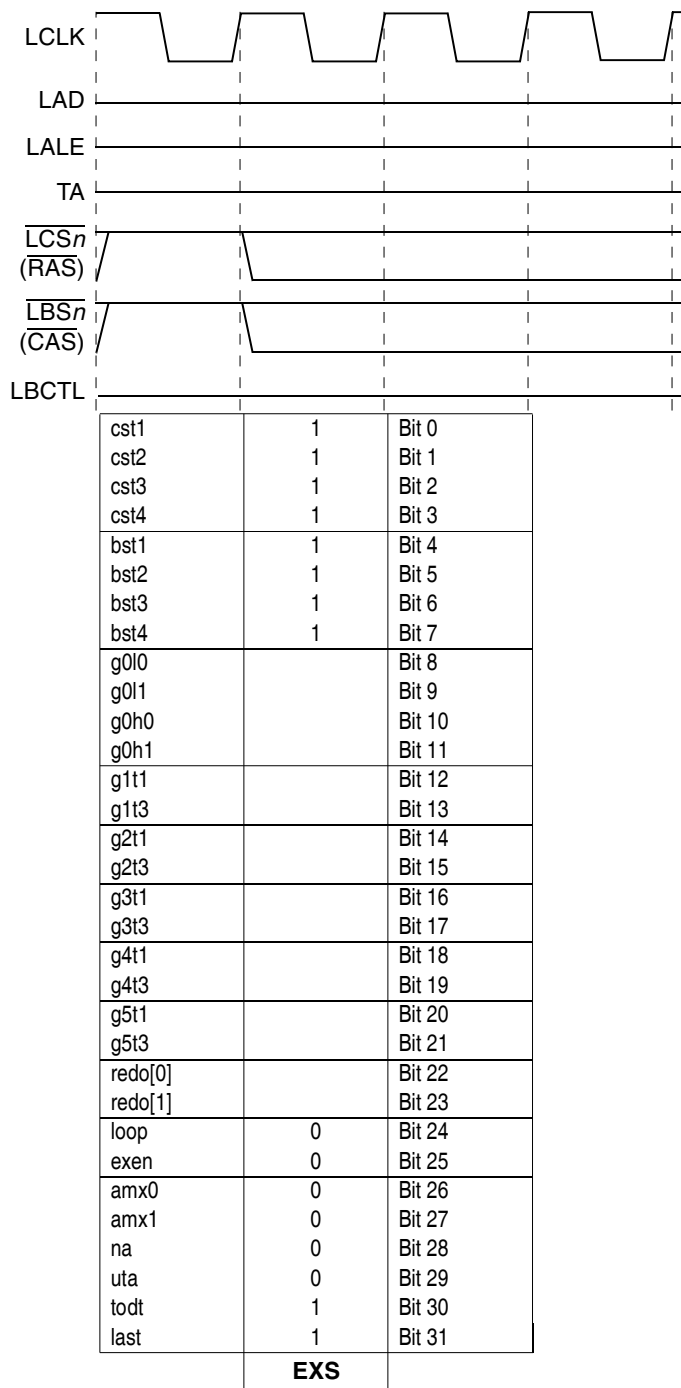 LCLK
LAD
LALE
TA
LCSn
(RAS)
LBSn
(CAS)
LBCTL
cst1 1 Bit 0
cst2 1 Bit 1
cst3 1 Bit 2
cst4 1 Bit 3
bst1 1 Bit 4
bst2 1 Bit 5
bst3 1 Bit 6
bst4 1 Bit 7
g0l0 Bit 8
g0l1 Bit 9
g0h0 Bit 10
g0h1 Bit 11
g1t1 Bit 12
g1t3 Bit 13
g2t1 Bit 14
g2t3 Bit 15
g3t1 Bit 16
g3t3 Bit 17
g4t1 Bit 18
g4t3 Bit 19
g5t1 Bit 20
g5t3 Bit 21
redo[0] Bit 22
redo[1] Bit 23
loop 0 Bit 24
exen 0 Bit 25
amx0 0 Bit 26
amx1 0 Bit 27
na 0 Bit 28
uta 0 Bit 29
todt 1 Bit 30
last 1 Bit 31
EXS